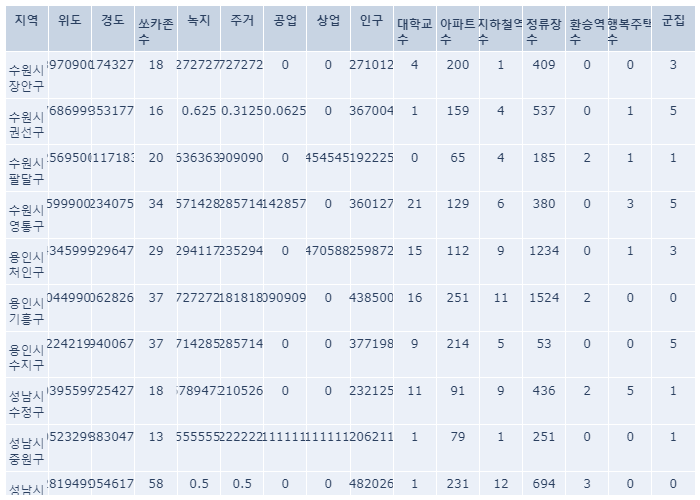 지역 위도 경도 쏘카존수 녹지 주거 공업 상업 인구 대학교수 아파트수 지하철역수 정류장수 환승역수 행복주택수 군집
수원시 장안구 970900 174327 18 272727 727272 0 0 271012 4 200 1 409 0 0 3
수원시 권선구 768699 353177 16 0.625 0.3125 0.0625 0 367004 1 159 4 537 0 1 5
수원시 팔달구 569500 117183 20 636363 909090 0 454545 192225 0 65 4 185 2 1 1
수원시 영통구 599900 234075 34 571428 285714 142857 0 360127 21 129 6 380 0 3 5
용인시 처인구 334599 929647 29 294117 235294 0 470588 259872 15 112 9 1234 0 1 3
용인시 기흥구 044990 062826 37 727272 181818 090909 0 438500 16 251 11 1524 2 0 0
용인시 수지구 224219 940067 37 714285 285714 0 0 377198 9 214 5 53 0 0 5
성남시 수정구 395599 725427 18 578947 210526 0 0 232125 11 91 9 436 2 5 1
성남시 중원구 523299 383047 13 555555 222222 111111 111111 206211 1 79 1 251 0 0 1
성남시 819499 954617 58 0.5 0.5 0 0 482026 1 231 12 694 3 0 0